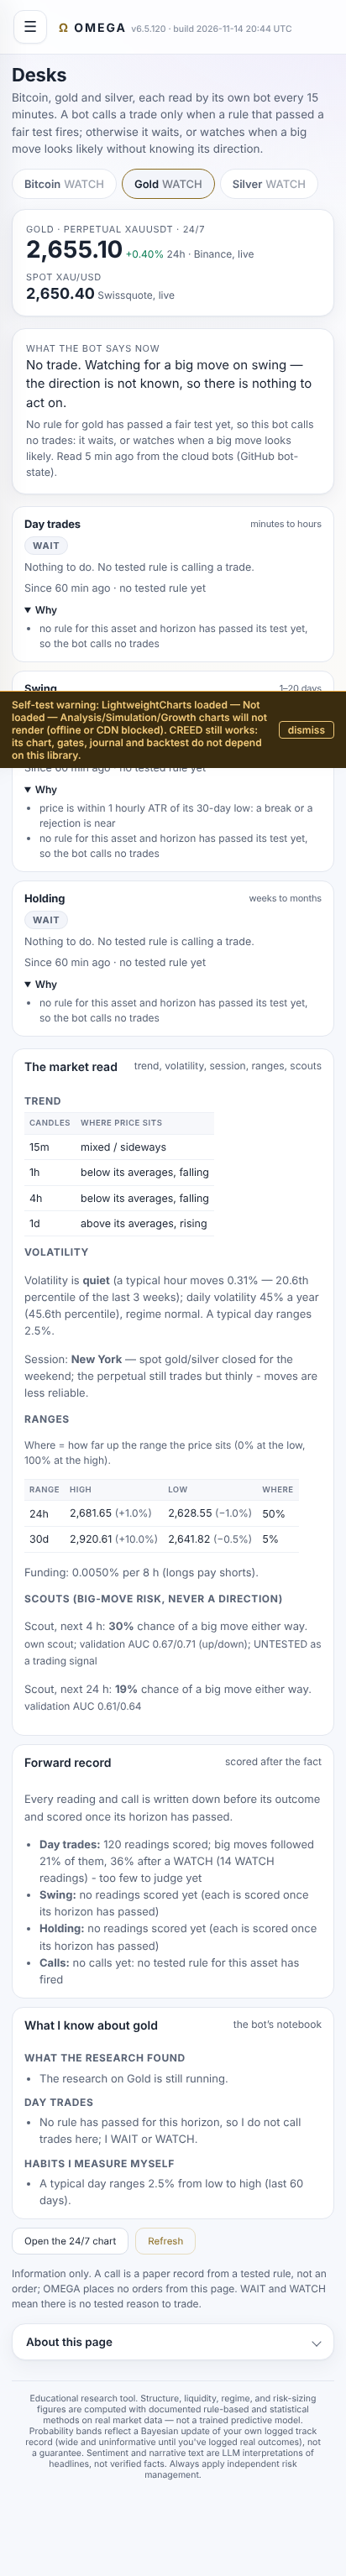 ☰ Ω OMEGA v6.5.120 · build 2026-11-14 20:44 UTC
Desks
Bitcoin, gold and silver, each read by its own bot every 15
minutes. A bot calls a trade only when a rule that passed a
fair test fires; otherwise it waits, or watches when a big
move looks likely without knowing its direction.
Bitcoin WATCH Gold WATCH Silver WATCH
GOLD · PERPETUAL XAUUSDT · 24/7
2,655.10 +0.40% 24h · Binance, live
SPOT XAU/USD
2,650.40 Swissquote, live
WHAT THE BOT SAYS NOW
No trade. Watching for a big move on swing —
the direction is not known, so there is nothing to
act on.
No rule for gold has passed a fair test yet, so this bot calls
no trades: it waits, or watches when a big move looks
likely. Read 5 min ago from the cloud bots (GitHub bot-
state).
Day trades minutes to hours
WAIT
Nothing to do. No tested rule is calling a trade.
Since 60 min ago · no tested rule yet
▼ Why
• no rule for this asset and horizon has passed its test yet,
so the bot calls no trades
Swing 1–20 days
Self-test warning: LightweightCharts loaded — Not
loaded — Analysis/Simulation/Growth charts will not
render (offline or CDN blocked). CREED still works:
its chart, gates, journal and backtest do not depend
on this library.
dismiss
Since 60 min ago · no tested rule yet
▼ Why
• price is within 1 hourly ATR of its 30-day low: a break or a
rejection is near
• no rule for this asset and horizon has passed its test yet,
so the bot calls no trades
Holding weeks to months
WAIT
Nothing to do. No tested rule is calling a trade.
Since 60 min ago · no tested rule yet
▼ Why
• no rule for this asset and horizon has passed its test yet,
so the bot calls no trades
The market read trend, volatility, session, ranges, scouts
TREND
CANDLES WHERE PRICE SITS
15m mixed / sideways
1h below its averages, falling
4h below its averages, falling
1d above its averages, rising
VOLATILITY
Volatility is quiet (a typical hour moves 0.31% — 20.6th
percentile of the last 3 weeks); daily volatility 45% a year
(45.6th percentile), regime normal. A typical day ranges
2.5%.
Session: New York — spot gold/silver closed for the
weekend; the perpetual still trades but thinly - moves are
less reliable.
RANGES
Where = how far up the range the price sits (0% at the low,
100% at the high).
RANGE HIGH LOW WHERE
24h 2,681.65 (+1.0%) 2,628.55 (−1.0%) 50%
30d 2,920.61 (+10.0%) 2,641.82 (−0.5%) 5%
Funding: 0.0050% per 8 h (longs pay shorts).
SCOUTS (BIG-MOVE RISK, NEVER A DIRECTION)
Scout, next 4 h: 30% chance of a big move either way.
own scout; validation AUC 0.67/0.71 (up/down); UNTESTED as
a trading signal
Scout, next 24 h: 19% chance of a big move either way.
validation AUC 0.61/0.64
Forward record scored after the fact
Every reading and call is written down before its outcome
and scored once its horizon has passed.
• Day trades: 120 readings scored; big moves followed
21% of them, 36% after a WATCH (14 WATCH
readings) - too few to judge yet
• Swing: no readings scored yet (each is scored once
its horizon has passed)
• Holding: no readings scored yet (each is scored once
its horizon has passed)
• Calls: no calls yet: no tested rule for this asset has
fired
What I know about gold the bot's notebook
WHAT THE RESEARCH FOUND
• The research on Gold is still running.
DAY TRADES
• No rule has passed for this horizon, so I do not call
trades here; I WAIT or WATCH.
HABITS I MEASURE MYSELF
• A typical day ranges 2.5% from low to high (last 60
days).
Open the 24/7 chart Refresh
Information only. A call is a paper record from a tested rule, not an
order; OMEGA places no orders from this page. WAIT and WATCH
mean there is no tested reason to trade.
About this page
Educational research tool. Structure, liquidity, regime, and risk-sizing
figures are computed with documented rule-based and statistical
methods on real market data — not a trained predictive model.
Probability bands reflect a Bayesian update of your own logged track
record (wide and uninformative until you've logged real outcomes), not
a guarantee. Sentiment and narrative text are LLM interpretations of
headlines, not verified facts. Always apply independent risk
management.